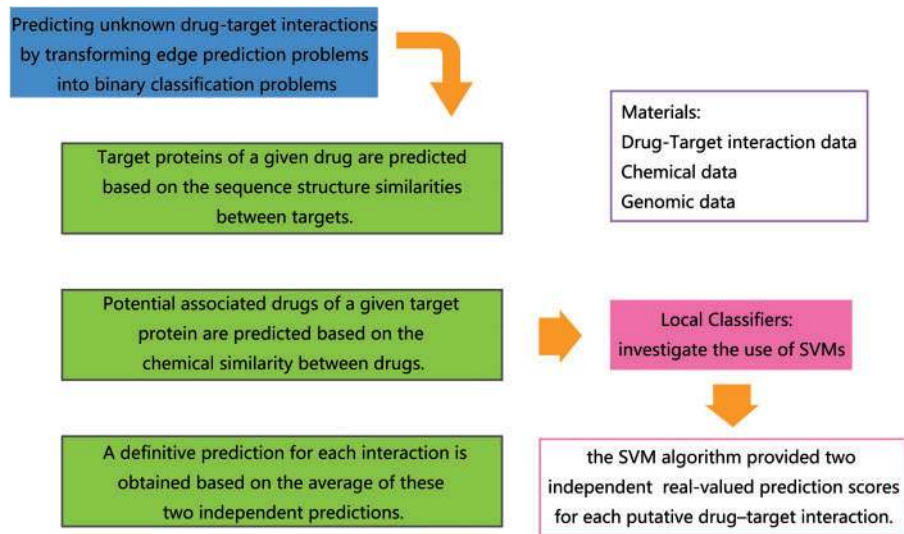 Predicting unknown drug-target interactions
by transforming edge prediction problems
into binary classification problems
Target proteins of a given drug are predicted
based on the sequence structure similarities
between targets.
Materials:
Drug-Target interaction data
Chemical data
Genomic data
Potential associated drugs of a given target
protein are predicted based on the
chemical similarity between drugs.
Local Classifiers:
investigate the use of SVMs
A definitive prediction for each interaction is
obtained based on the average of these
two independent predictions.
the SVM algorithm provided two
independent real-valued prediction scores
for each putative drug–target interaction.